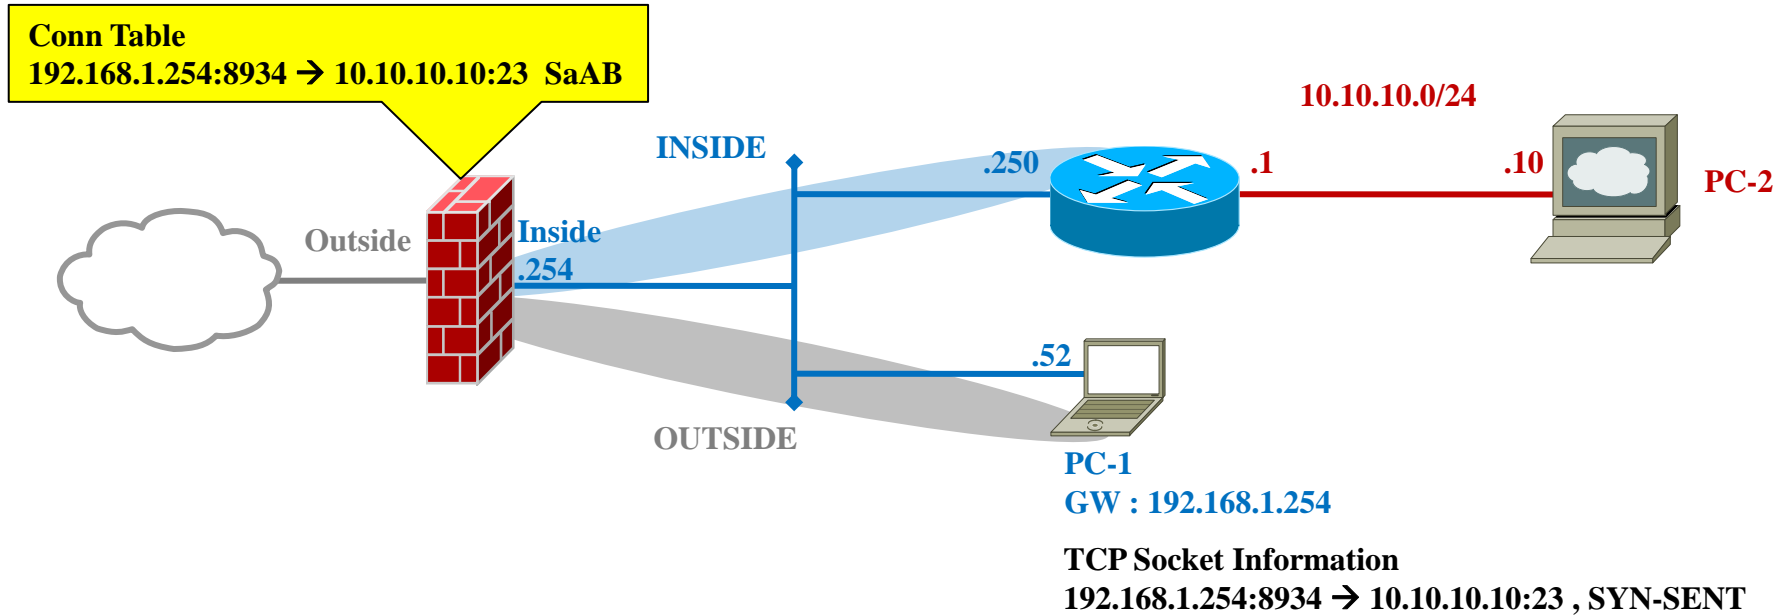 Conn Table
192.168.1.254:8934 → 10.10.10.10:23 SaAB
10.10.10.0/24
INSIDE
.250
.1
.10
PC-2
Outside
Inside
.254
.52
OUTSIDE
PC-1
GW : 192.168.1.254
TCP Socket Information
192.168.1.254:8934 → 10.10.10.10:23 , SYN-SENT